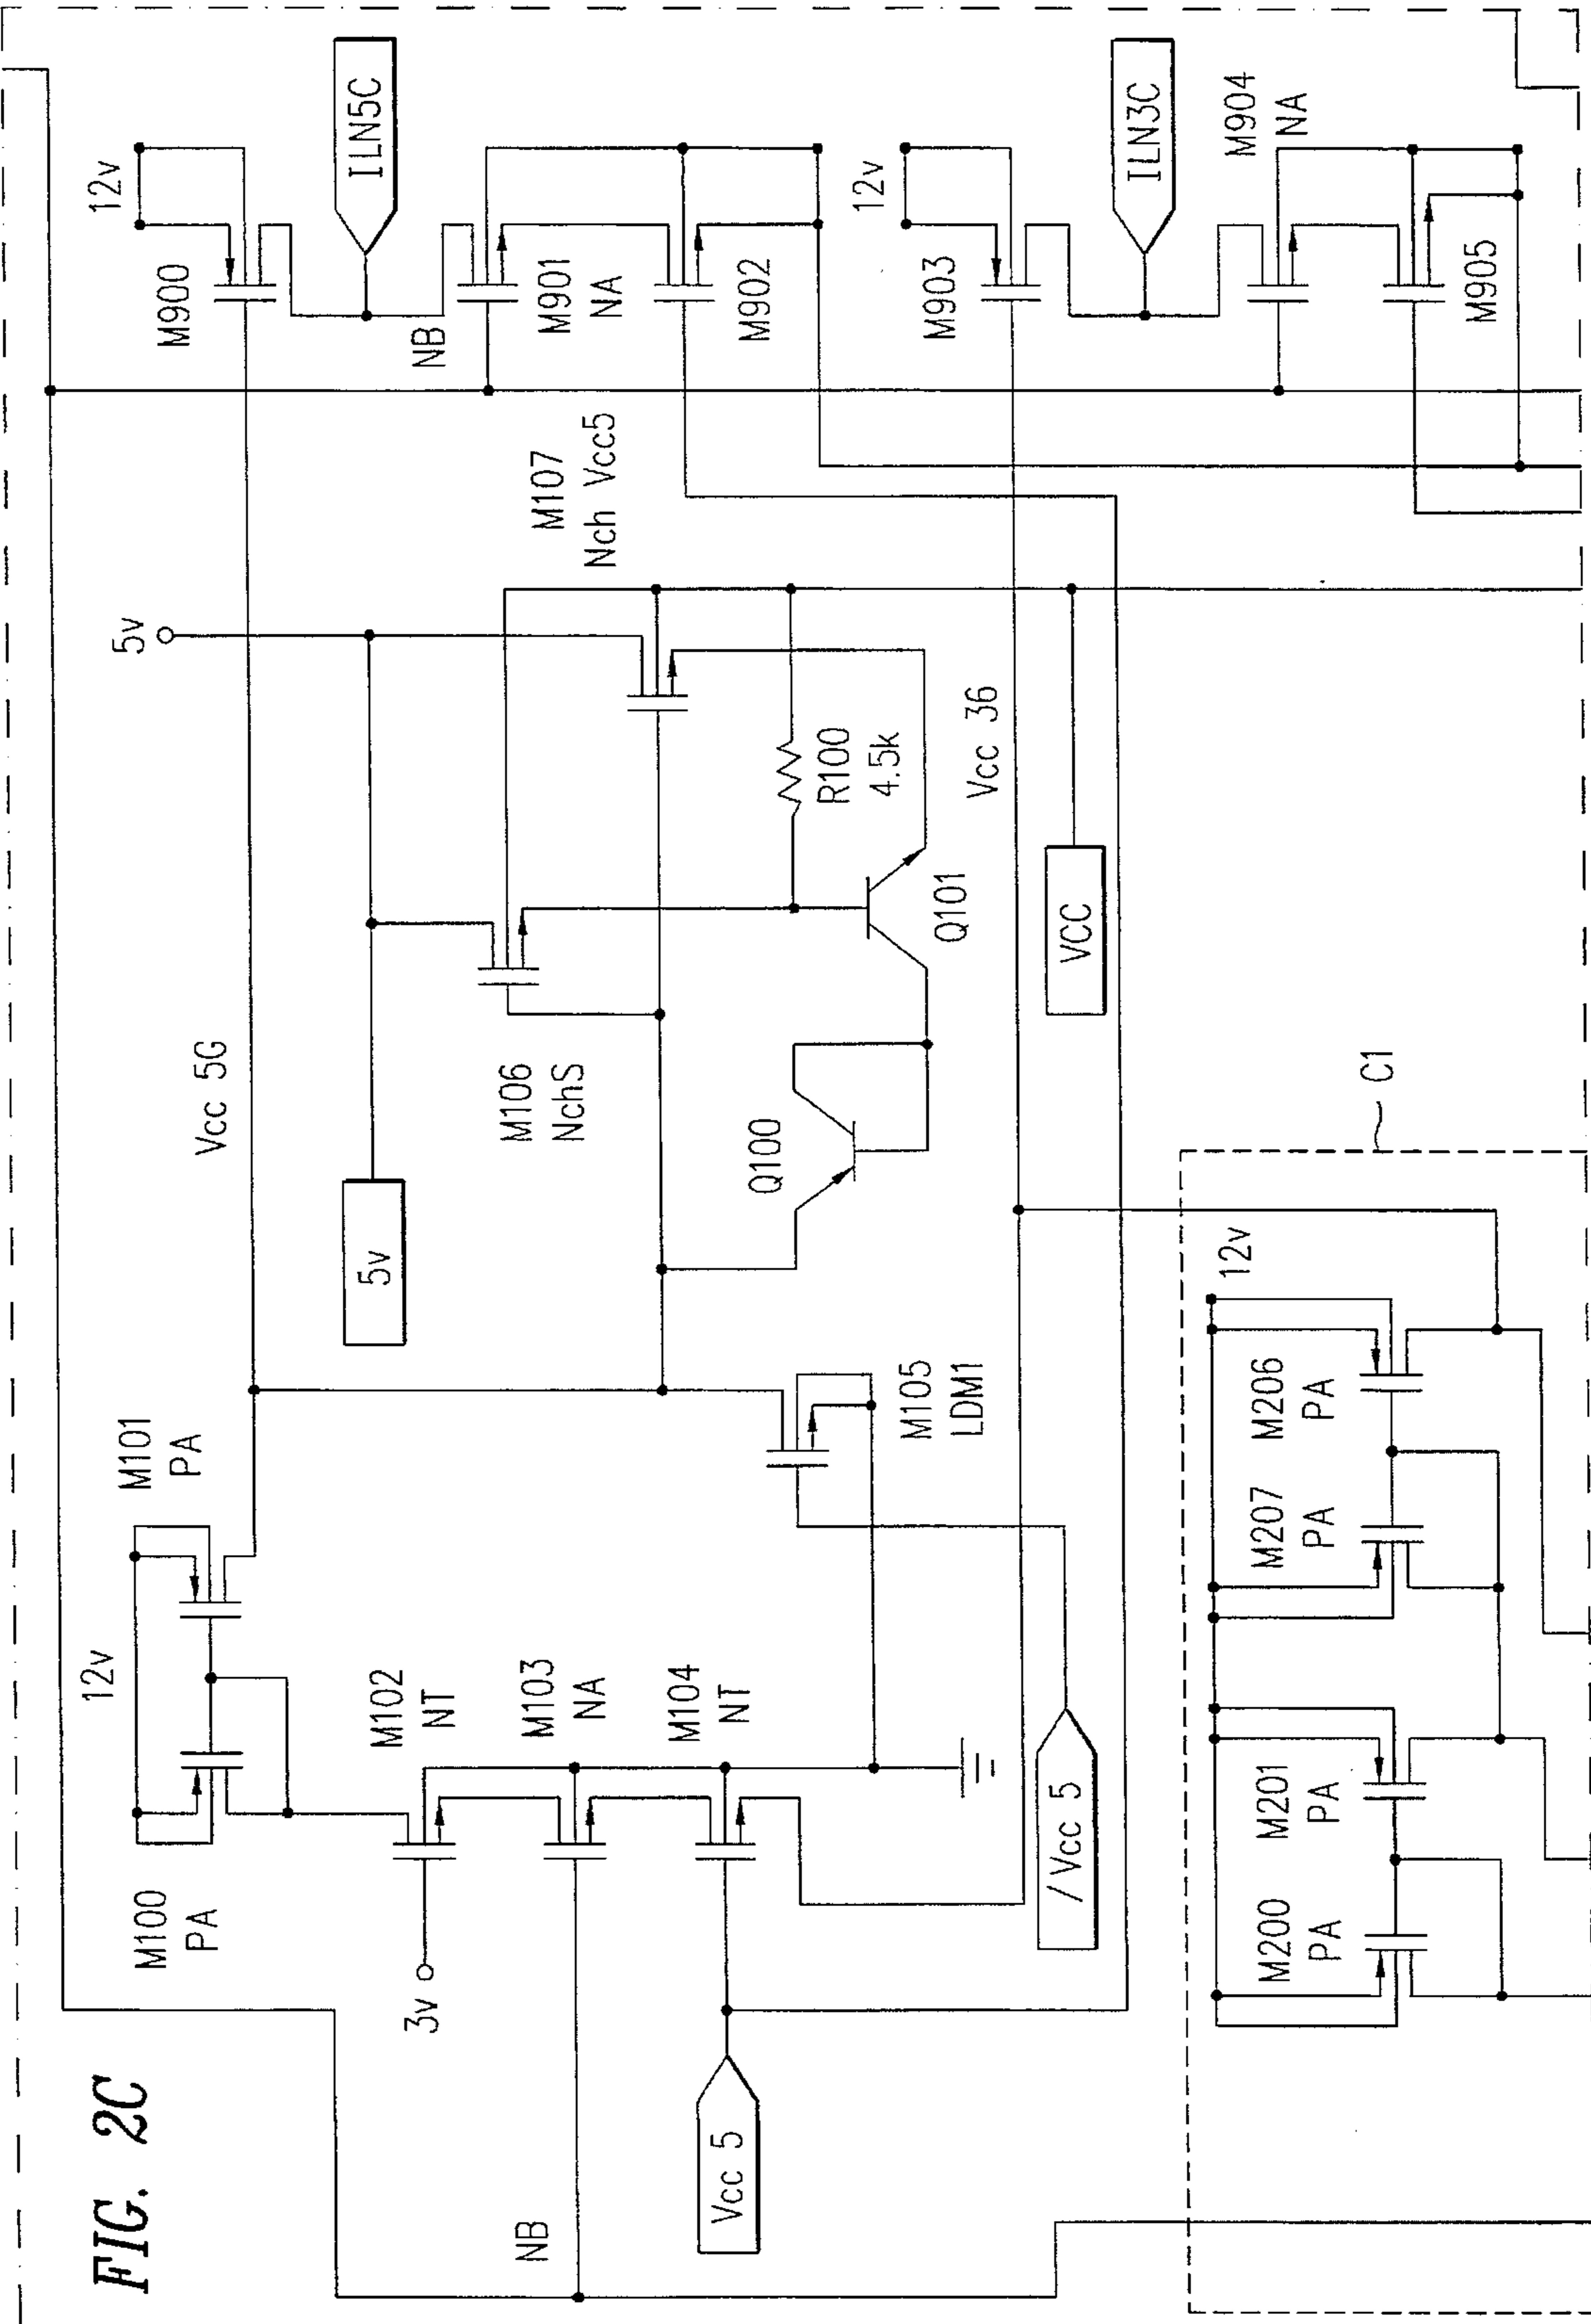 FIG. 2C
12v
M100
PA
M101
PA
3v
M102
NT
M103
NA
M104
NT
NB
Vcc 5
/Vcc 5
M105
LDM1
Vcc 5G
5v
5v
M106
NchS
M107
Nch Vcc5
Q100
Q101
R100
4.5k
Vcc 36
VCC
12v
M900
ILN5C
NB
M901
NA
M902
12v
M903
ILN3C
M904
NA
M905
C1
12v
M200
PA
M201
PA
M207
PA
M206
PA